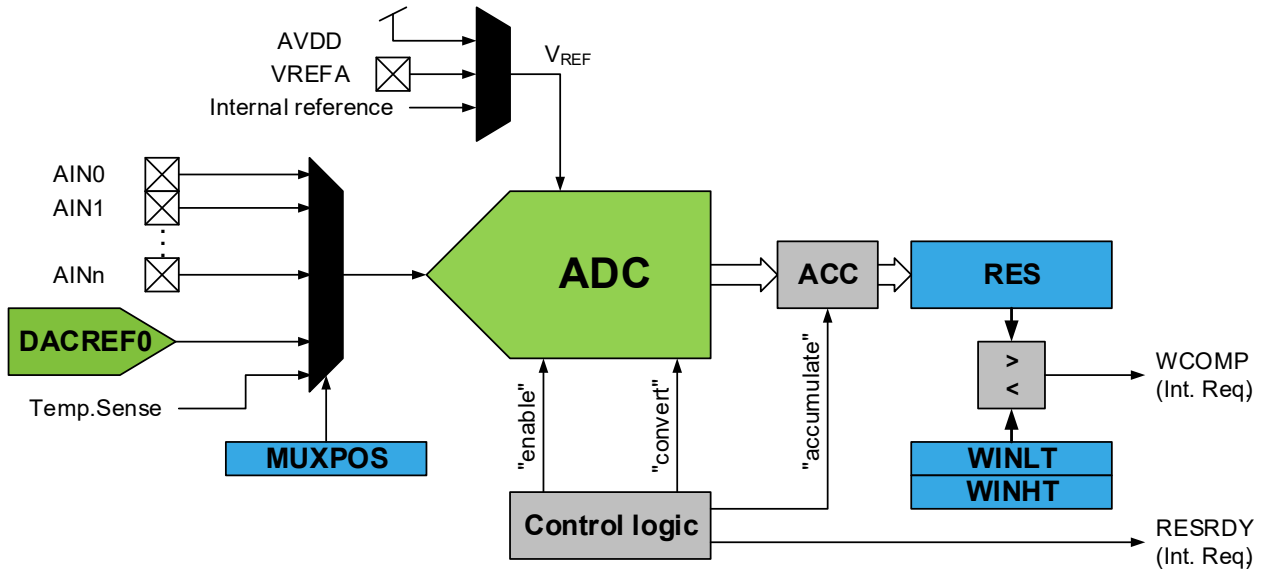 AVDD
VREFA
Internal reference
VREF
AIN0
AIN1
AINn
DACREF0
Temp.Sense
MUXPOS
ADC
ACC
RES
"enable"
"convert"
"accumulate"
>
<
WCOMP
(Int. Req)
WINLT
WINHT
Control logic
RESRDY
(Int. Req)